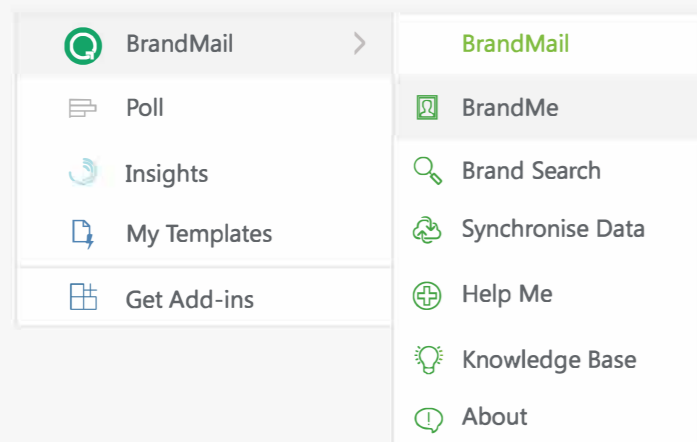 BrandMail
Poll
Insights
My Templates
Get Add-ins
BrandMail
BrandMe
Brand Search
Synchronise Data
Help Me
Knowledge Base
About